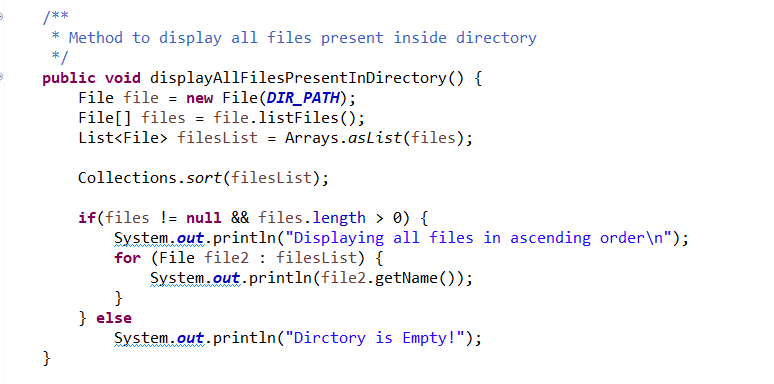 /**
 * Method to display all files present inside directory
 */
public void displayAllFilesPresentInDirectory() {
    File file = new File(DIR_PATH);
    File[] files = file.listFiles();
    List<File> filesList = Arrays.asList(files);

    Collections.sort(filesList);

    if(files != null && files.length > 0) {
        System.out.println("Displaying all files in ascending order\n");
        for (File file2 : filesList) {
            System.out.println(file2.getName());
        }
    } else
        System.out.println("Dirctory is Empty!");
}